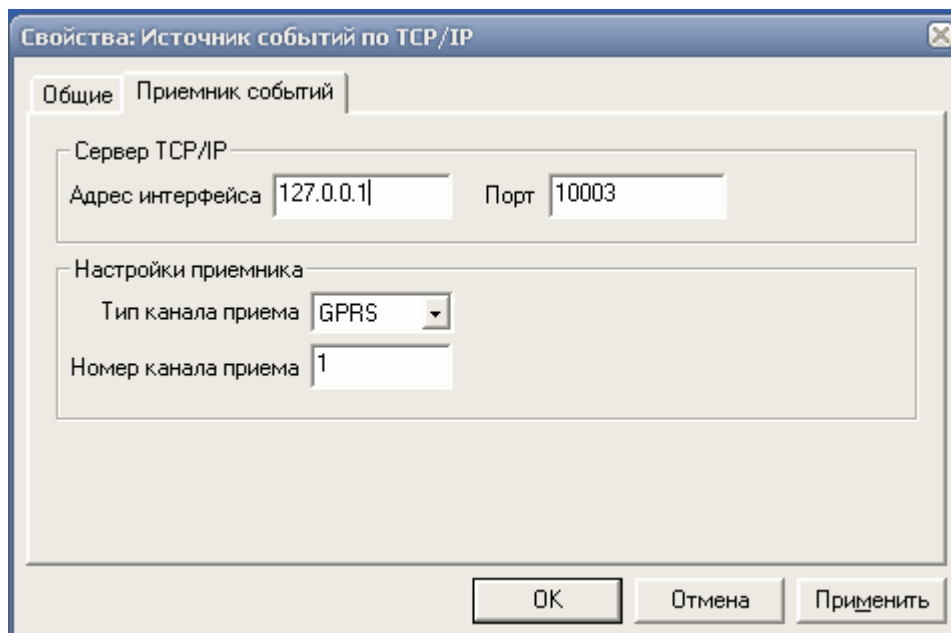 Свойства: Источник событий по TCP/IP
Общие Приемник событий
Сервер TCP/IP
Адрес интерфейса 127.0.0.1 Порт 10003
Настройки приемника
Тип канала приема GPRS
Номер канала приема 1
OK Отмена Применить